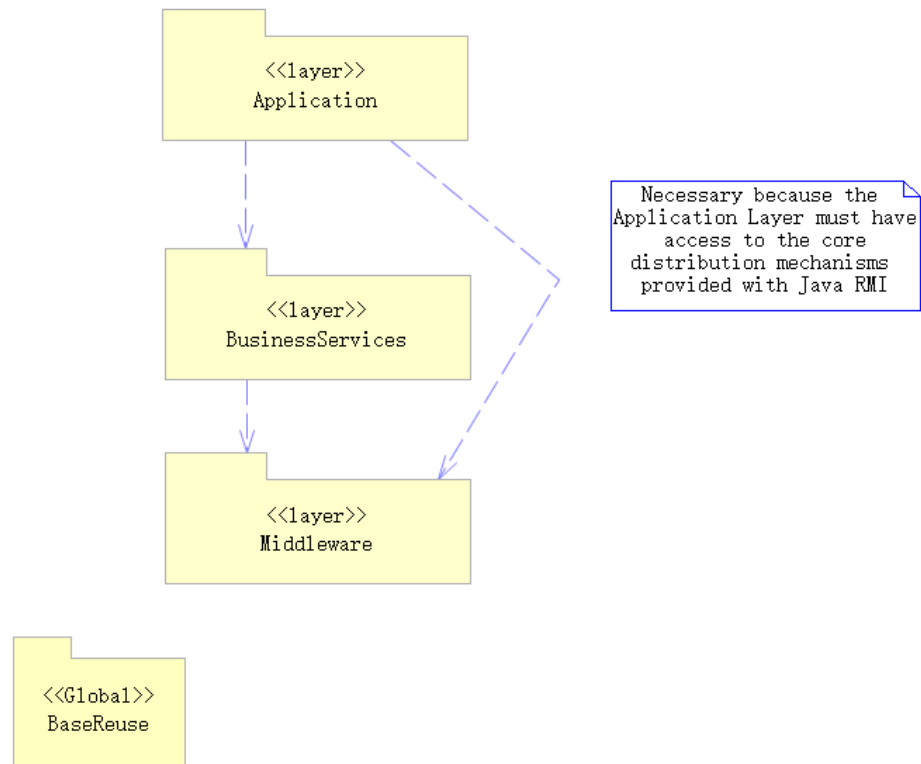 <<layer>>
Application
Necessary because the
Application Layer must have
access to the core
distribution mechanisms
provided with Java RMI
<<layer>>
BusinessServices
<<layer>>
Middleware
<<Global>>
BaseReuse